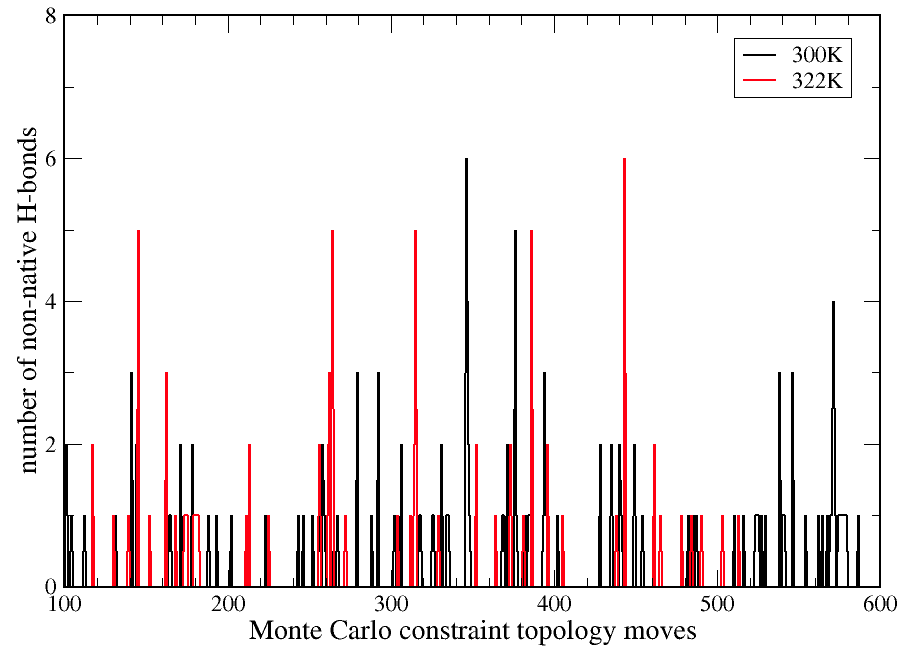 8
300K
322K
6
number of non-native H-bonds
4
2
0
100 200 300 400 500 600
Monte Carlo constraint topology moves